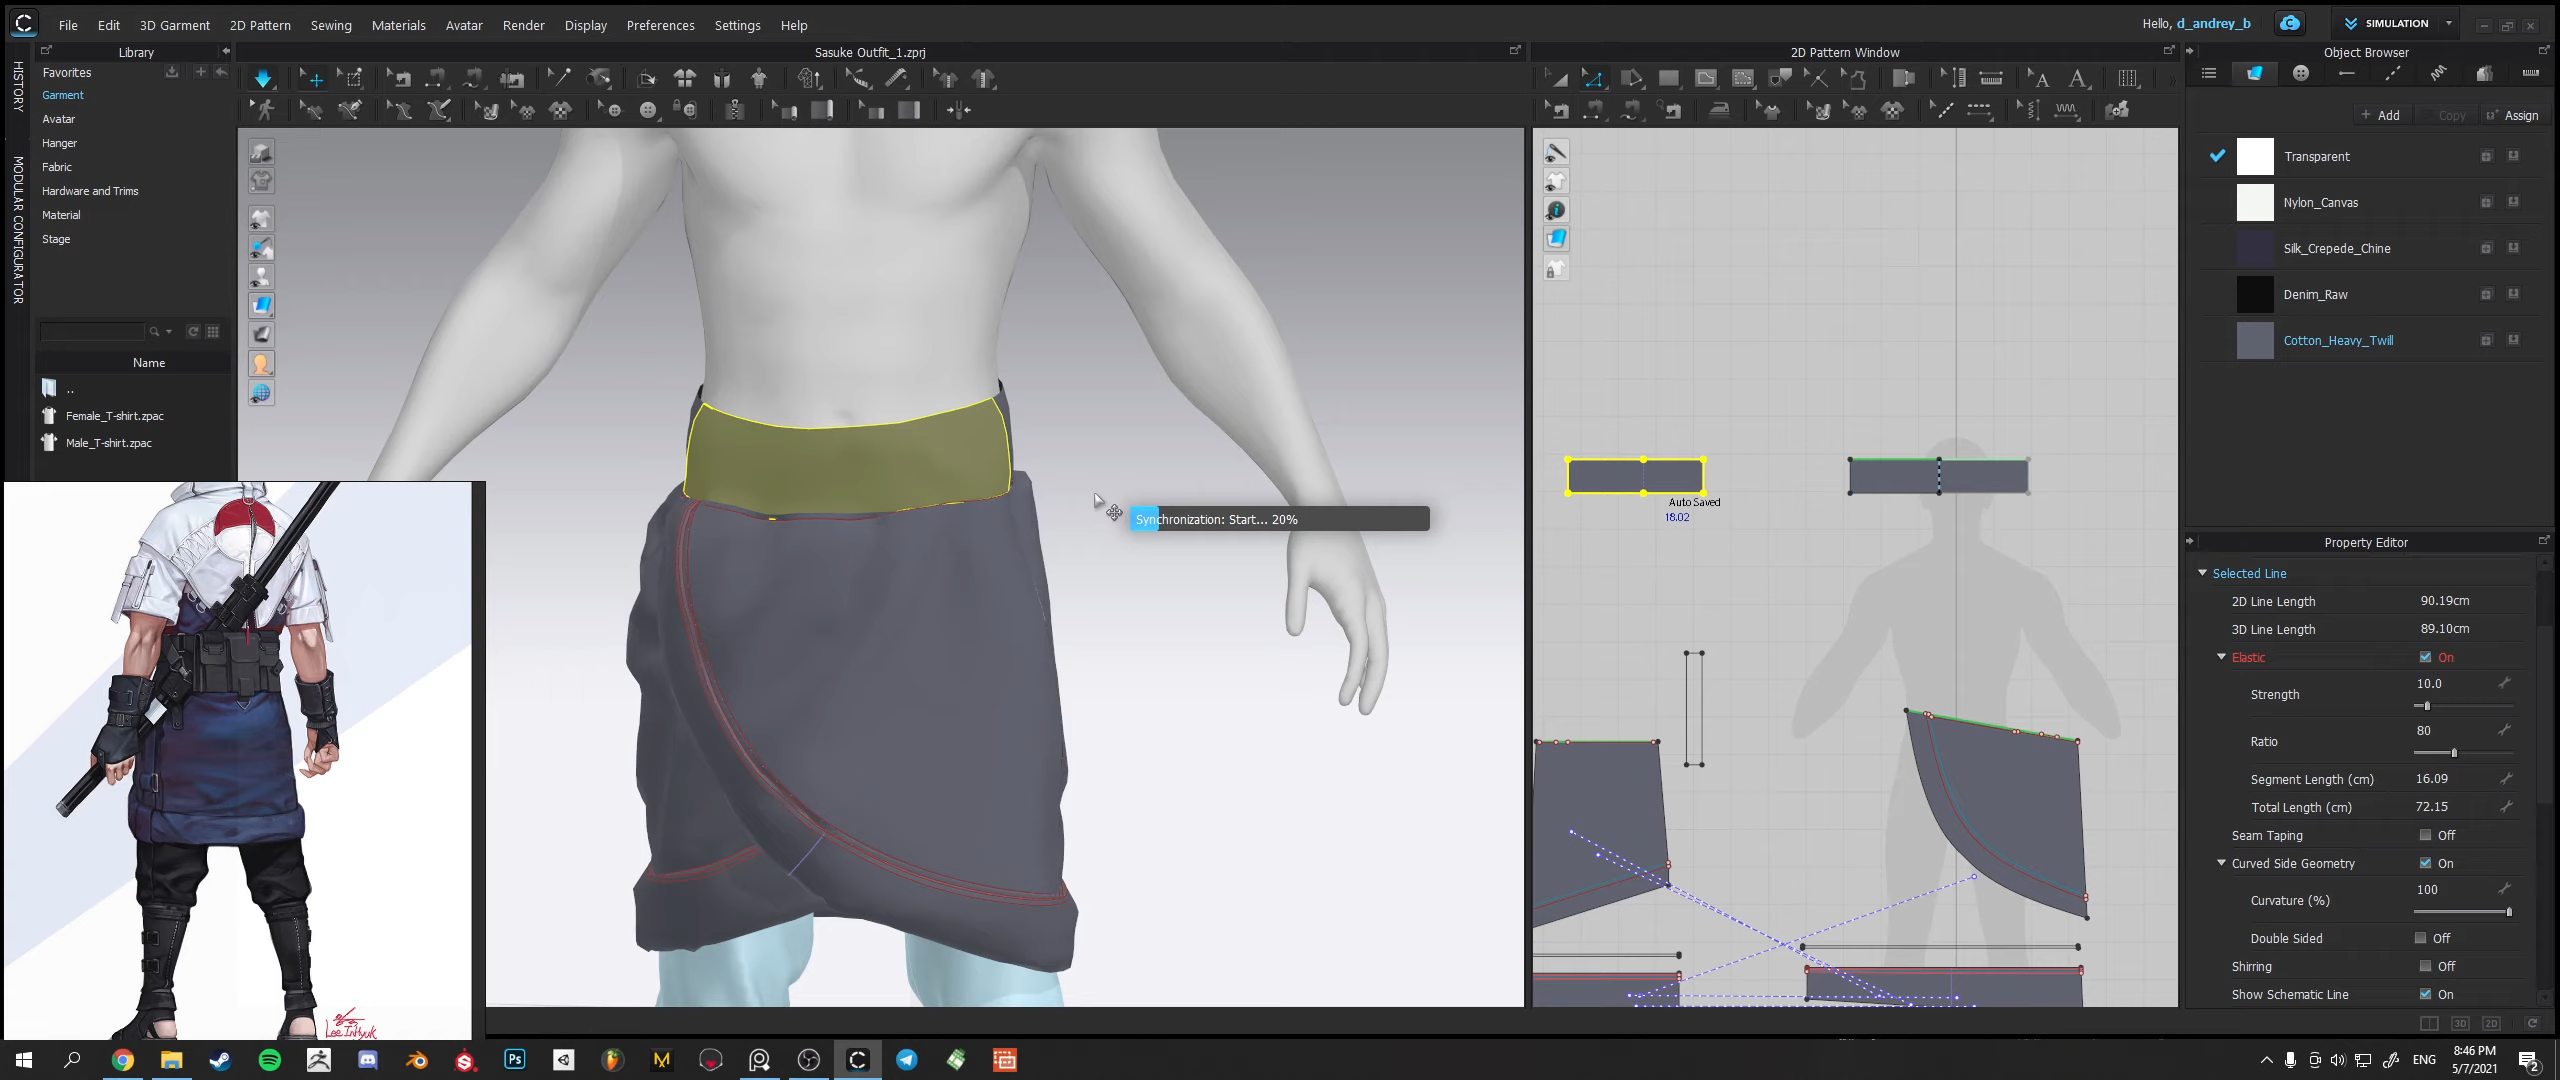 File Edit 3D Garment 2D Pattern Sewing Materials Avatar Render Display Preferences Settings Help
Hello, d_andrey_b
SIMULATION
HISTORY
MODULAR CONFIGURATOR
Library
Favorites
Garment
Avatar
Hanger
Fabric
Hardware and Trims
Material
Stage
Name
..
Female_T-shirt.zpac
Male_T-shirt.zpac
Sasuke Outfit_1.zprj
Synchronization: Start... 20%
2D Pattern Window
Auto Saved
18.02
Object Browser
Add Copy Assign
Transparent
Nylon_Canvas
Silk_Crepede_Chine
Denim_Raw
Cotton_Heavy_Twill
Property Editor
Selected Line
2D Line Length 90.19cm
3D Line Length 89.10cm
Elastic On
Strength 10.0
Ratio 80
Segment Length (cm) 16.09
Total Length (cm) 72.15
Seam Taping Off
Curved Side Geometry On
Curvature (%) 100
Double Sided Off
Shirring Off
Show Schematic Line On
3D 2D
Lee InHyuk
Ps
ENG
8:46 PM
5/7/2021
2